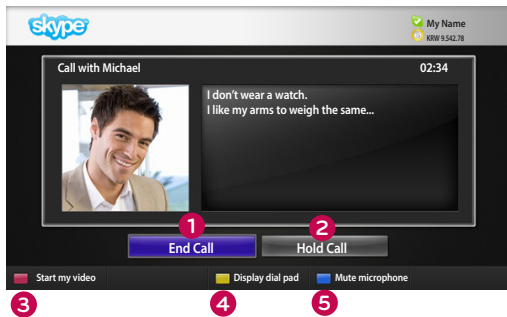 skype
My Name
KRW 9.542.78
Call with Michael 02:34
I don't wear a watch.
I like my arms to weigh the same...
1 2
End Call Hold Call
Start my video Display dial pad Mute microphone
3 4 5